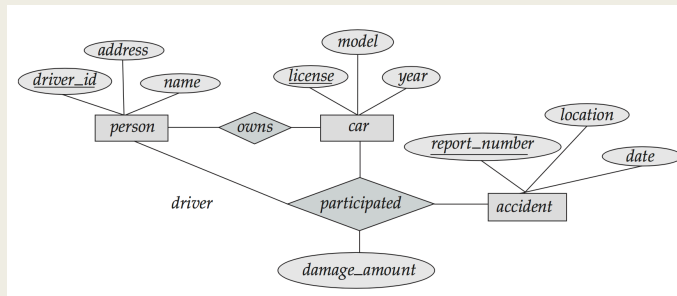 model
address
driver_id
name
license
year
person
owns
car
location
report_number
date
driver
participated
accident
damage_amount